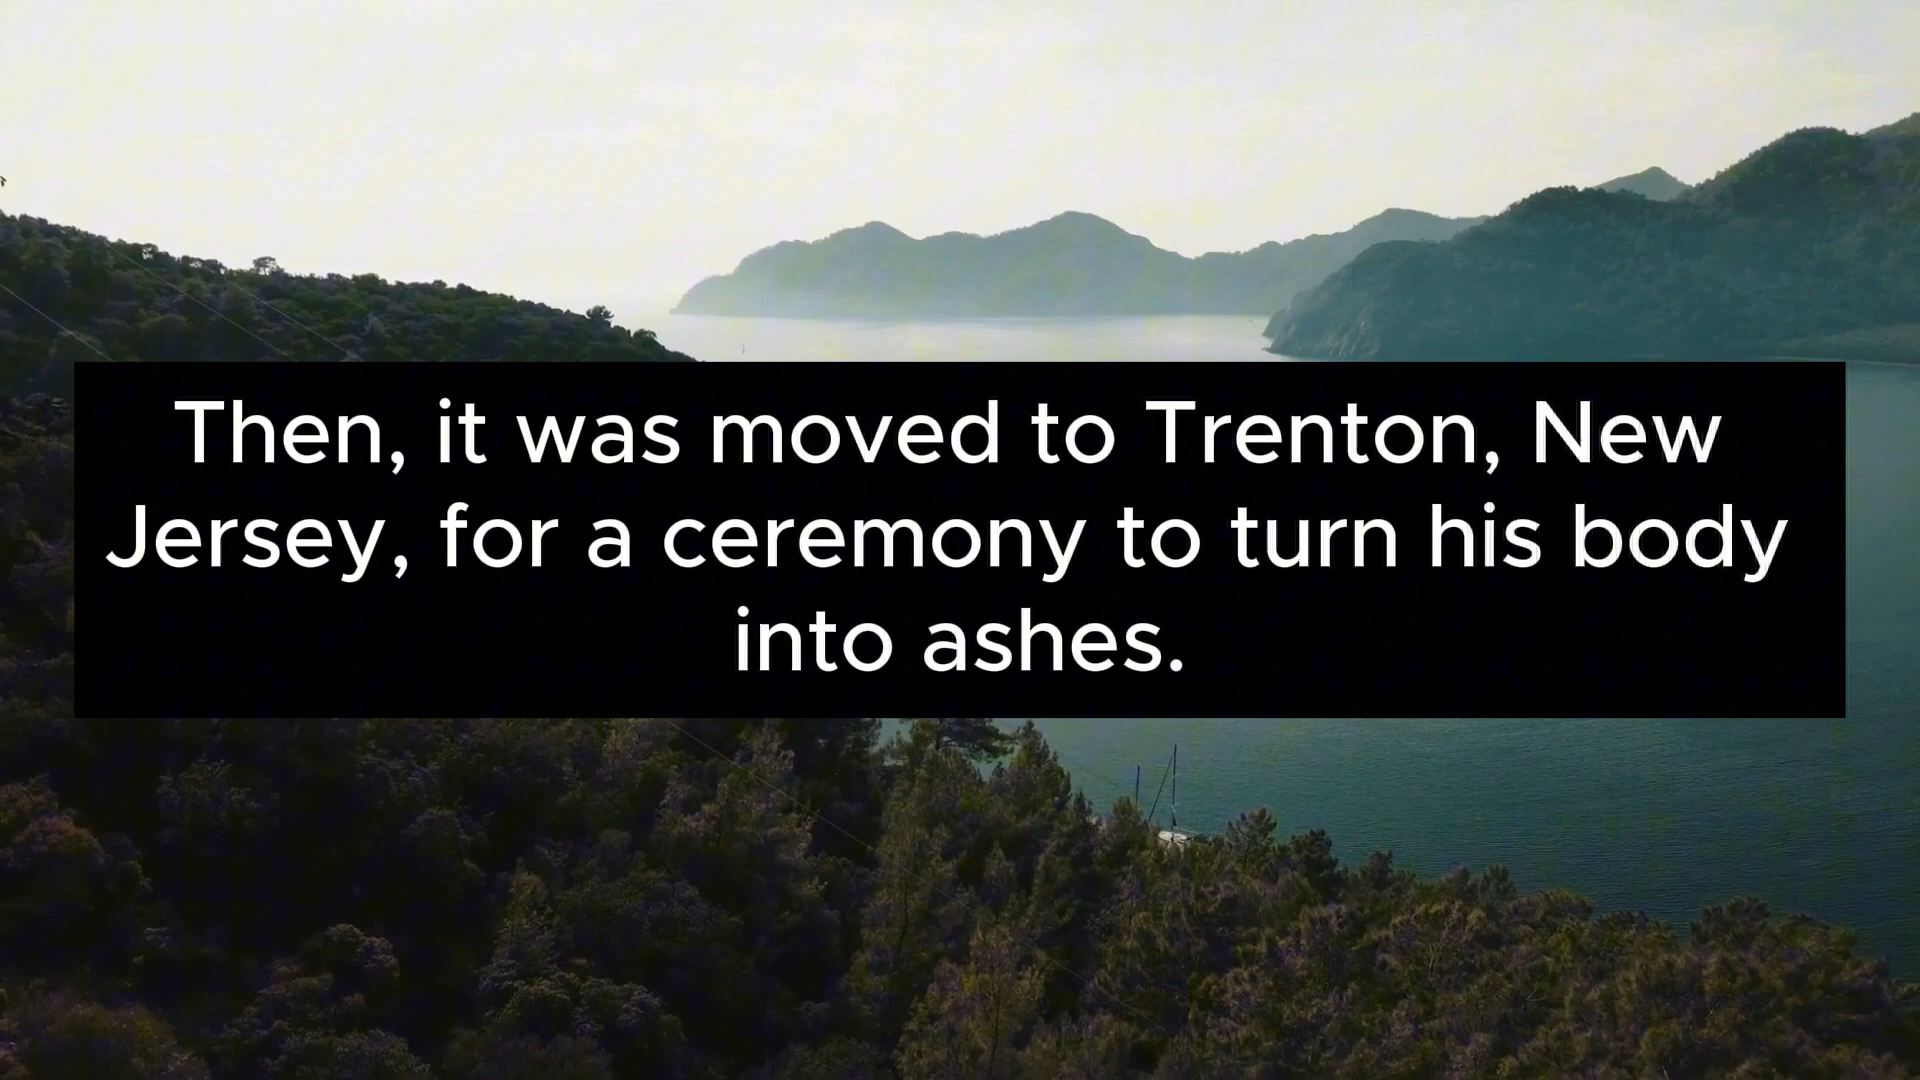 Then, it was moved to Trenton, New
Jersey, for a ceremony to turn his body
into ashes.